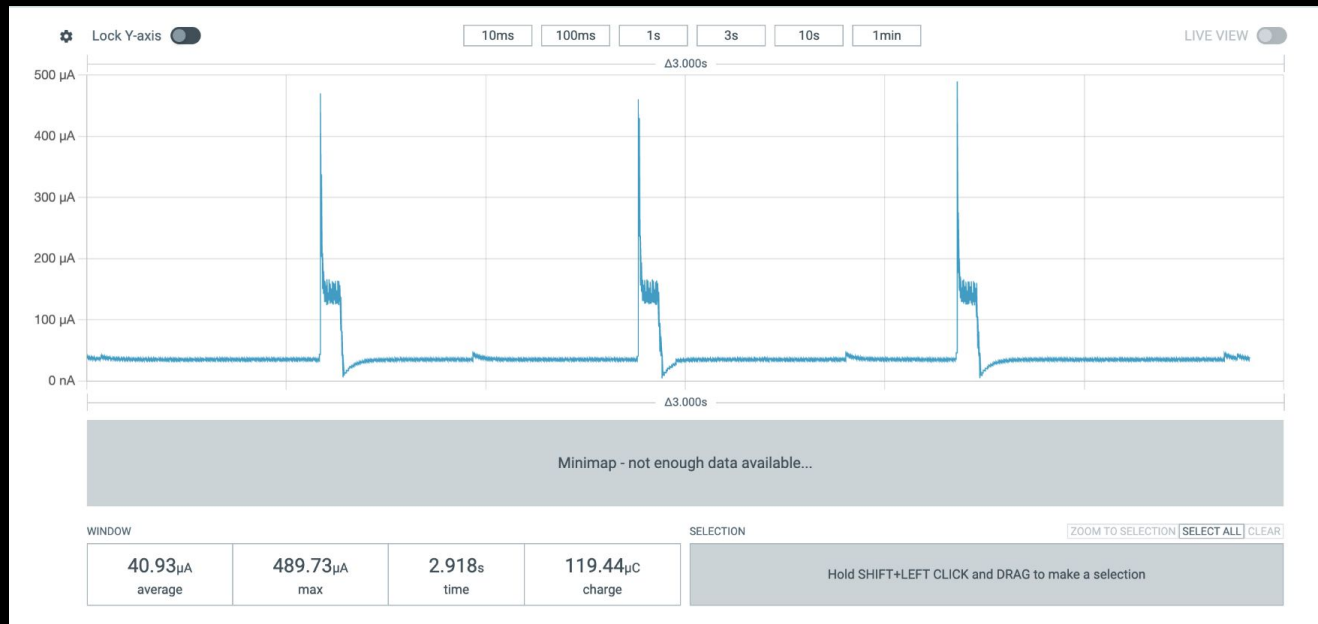 Lock Y-axis 10ms 100ms 1s 3s 10s 1min LIVE VIEW
Δ3.000s
500 μA
400 μA
300 μA
200 μA
100 μA
0 nA
Δ3.000s
Minimap - not enough data available...
WINDOW SELECTION ZOOM TO SELECTION SELECT ALL CLEAR
40.93μA 489.73μA 2.918s 119.44μC
average max time charge
Hold SHIFT+LEFT CLICK and DRAG to make a selection